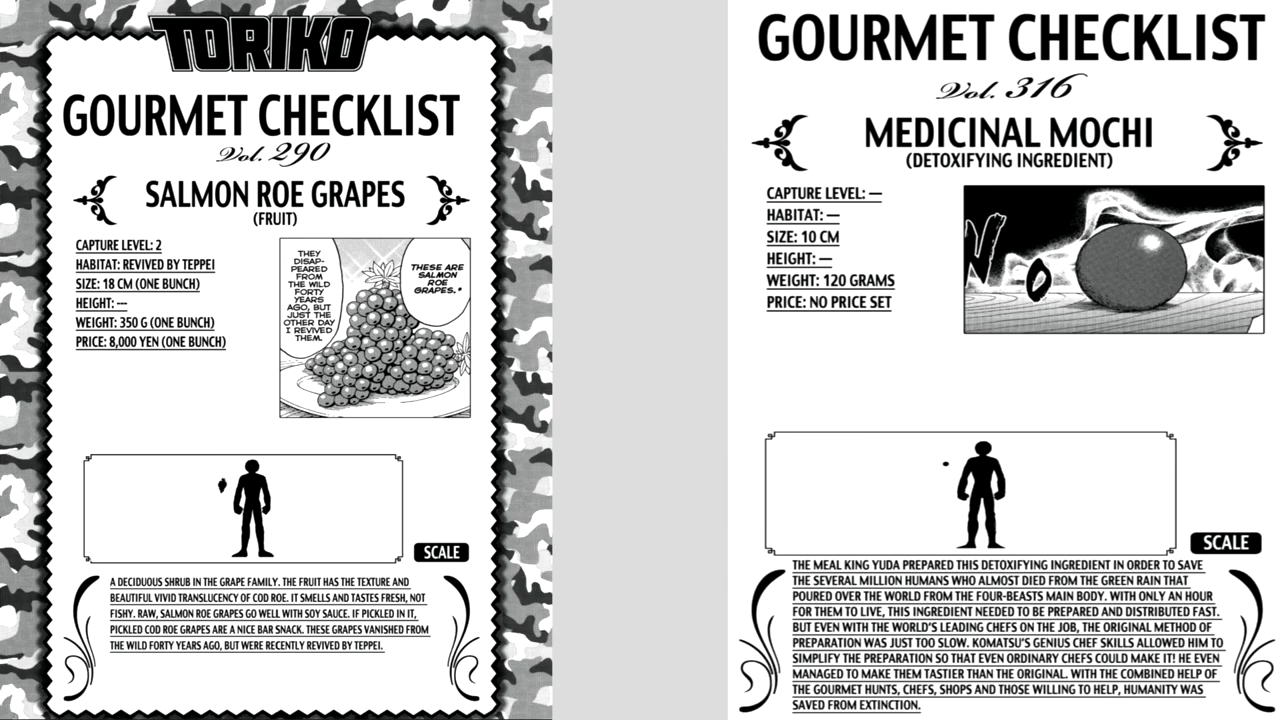 TORIKO
GOURMET CHECKLIST
Vol. 290
SALMON ROE GRAPES
(FRUIT)
CAPTURE LEVEL: 2
HABITAT: REVIVED BY TEPPEI
SIZE: 18 CM (ONE BUNCH)
HEIGHT: ---
WEIGHT: 350 G (ONE BUNCH)
PRICE: 8,000 YEN (ONE BUNCH)
THEY
DISAP-
PEARED
FROM
THE WILD
FORTY
YEARS
AGO, BUT
JUST THE
OTHER DAY
I REVIVED
THEM.
THESE ARE
SALMON
ROE
GRAPES.*
SCALE
A DECIDUOUS SHRUB IN THE GRAPE FAMILY. THE FRUIT HAS THE TEXTURE AND
BEAUTIFUL VIVID TRANSLUCENCY OF COD ROE. IT SMELLS AND TASTES FRESH, NOT
FISHY. RAW, SALMON ROE GRAPES GO WELL WITH SOY SAUCE. IF PICKLED IN IT,
PICKLED COD ROE GRAPES ARE A NICE BAR SNACK. THESE GRAPES VANISHED FROM
THE WILD FORTY YEARS AGO, BUT WERE RECENTLY REVIVED BY TEPPEI.
GOURMET CHECKLIST
Vol. 316
MEDICINAL MOCHI
(DETOXIFYING INGREDIENT)
CAPTURE LEVEL: —
HABITAT: —
SIZE: 10 CM
HEIGHT: —
WEIGHT: 120 GRAMS
PRICE: NO PRICE SET
SCALE
THE MEAL KING YUDA PREPARED THIS DETOXIFYING INGREDIENT IN ORDER TO SAVE
THE SEVERAL MILLION HUMANS WHO ALMOST DIED FROM THE GREEN RAIN THAT
POURED OVER THE WORLD FROM THE FOUR-BEASTS MAIN BODY. WITH ONLY AN HOUR
FOR THEM TO LIVE, THIS INGREDIENT NEEDED TO BE PREPARED AND DISTRIBUTED FAST.
BUT EVEN WITH THE WORLD'S LEADING CHEFS ON THE JOB, THE ORIGINAL METHOD OF
PREPARATION WAS JUST TOO SLOW. KOMATSU'S GENIUS CHEF SKILLS ALLOWED HIM TO
SIMPLIFY THE PREPARATION SO THAT EVEN ORDINARY CHEFS COULD MAKE IT! HE EVEN
MANAGED TO MAKE THEM TASTIER THAN THE ORIGINAL. WITH THE COMBINED HELP OF
THE GOURMET HUNTS, CHEFS, SHOPS AND THOSE WILLING TO HELP, HUMANITY WAS
SAVED FROM EXTINCTION.